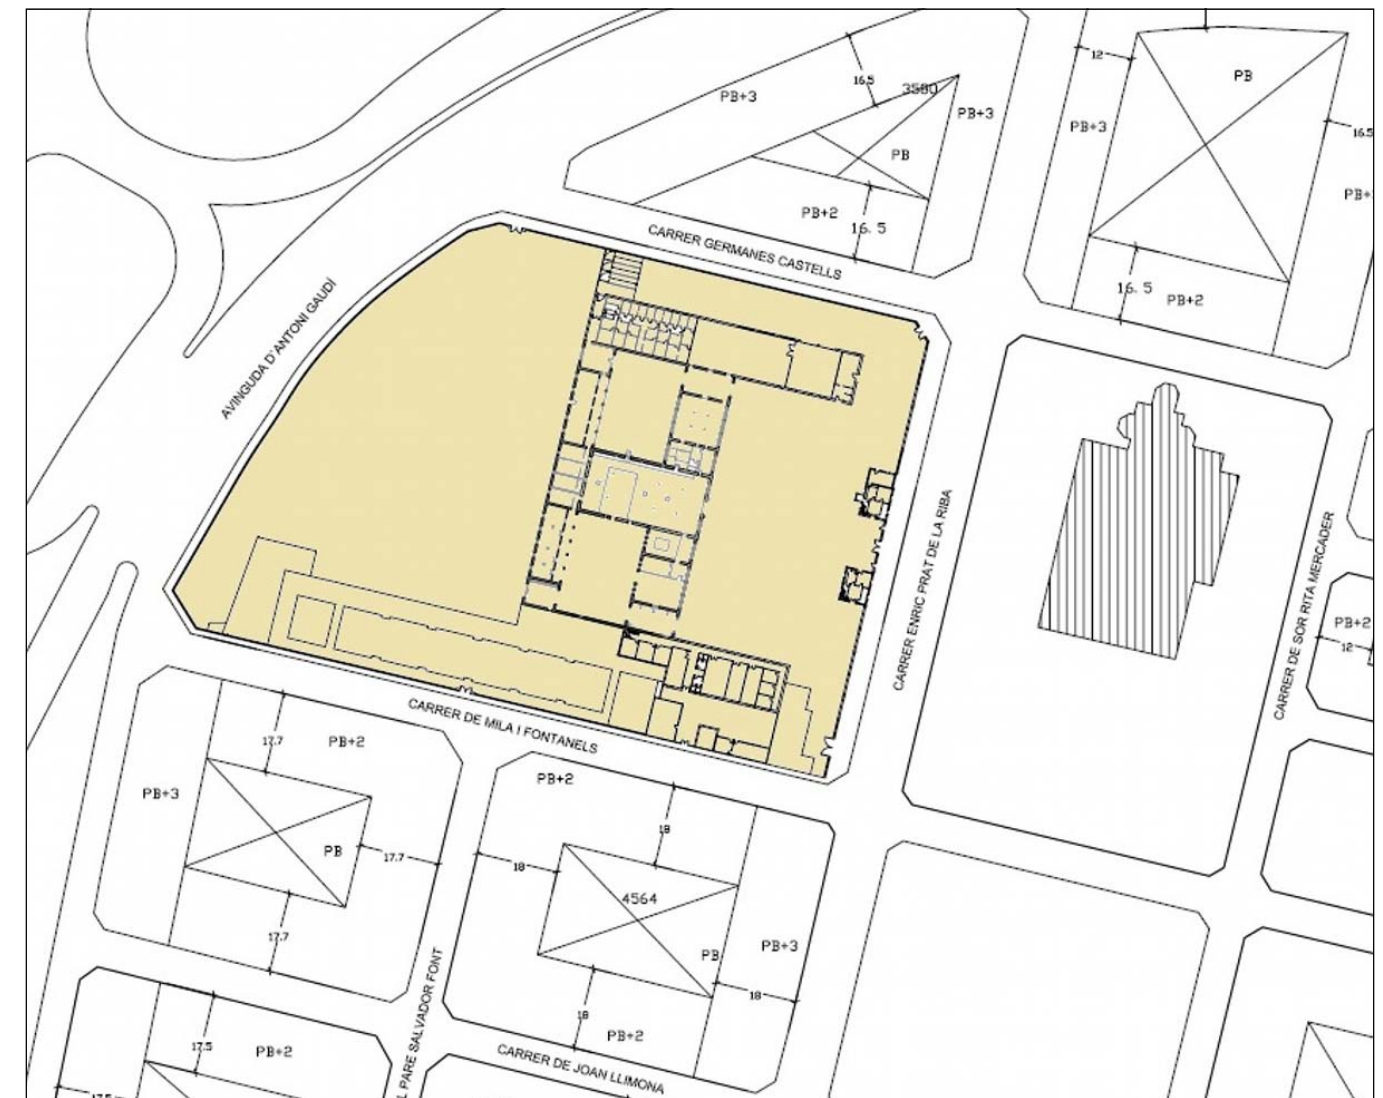 12
PB
16.5
3580
PB+3
PB+3
PB+3
16.5
PB
PB+
PB+2
16. 5
CARRER GERMANES CASTELLS
16. 5
PB+2
AVINGUDA D'ANTONI GAUDÍ
CARRER ENRIC PRAT DE LA RIBA
CARRER DE SOR RITA MERCADER
PB+2
12
CARRER DE MILA I FONTANELS
17.7
PB+2
PB+2
PB+3
18
PB
17.7
18
4564
17.7
PB
PB+3
18
18
PB+2
L PARE SALVADOR FONT
17.5
PB+2
CARRER DE JOAN LLIMONA
17.5